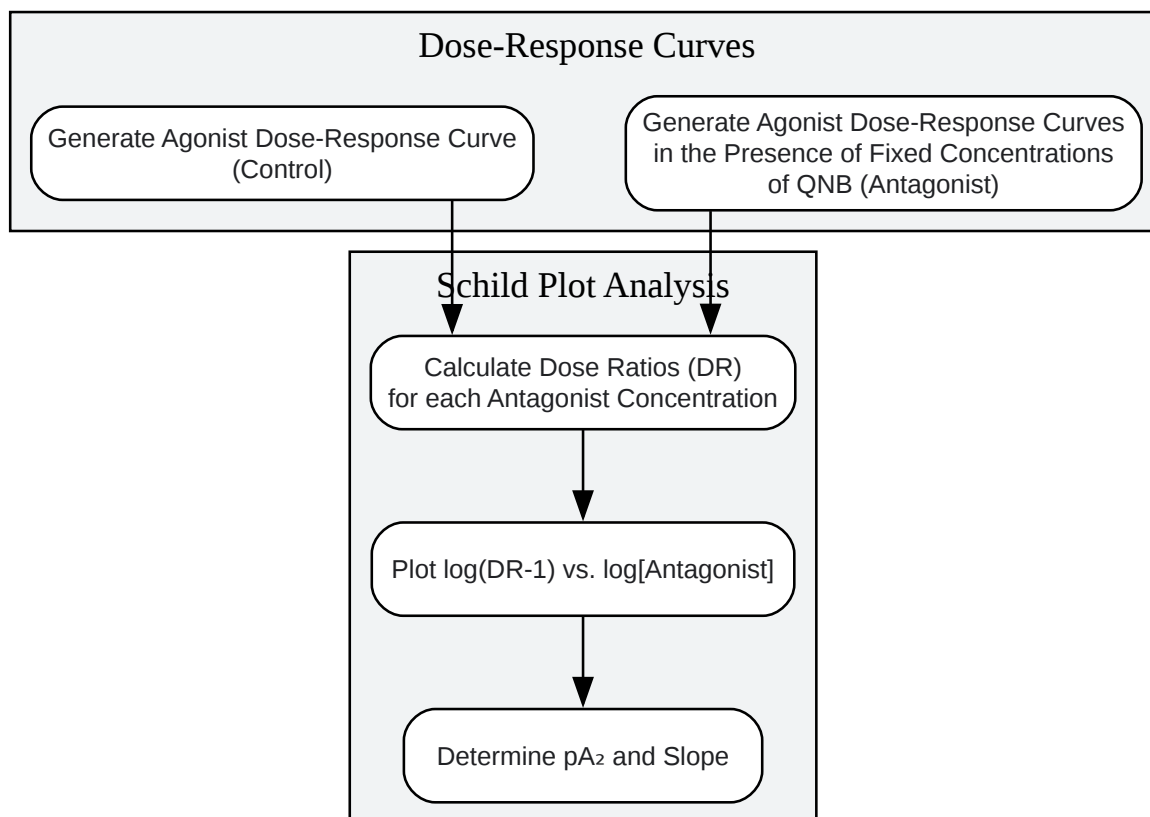 Dose-Response Curves
Generate Agonist Dose-Response Curve
(Control)
Generate Agonist Dose-Response Curves
in the Presence of Fixed Concentrations
of QNB (Antagonist)
Schild Plot Analysis
Calculate Dose Ratios (DR)
for each Antagonist Concentration
Plot log(DR-1) vs. log[Antagonist]
Determine pA₂ and Slope